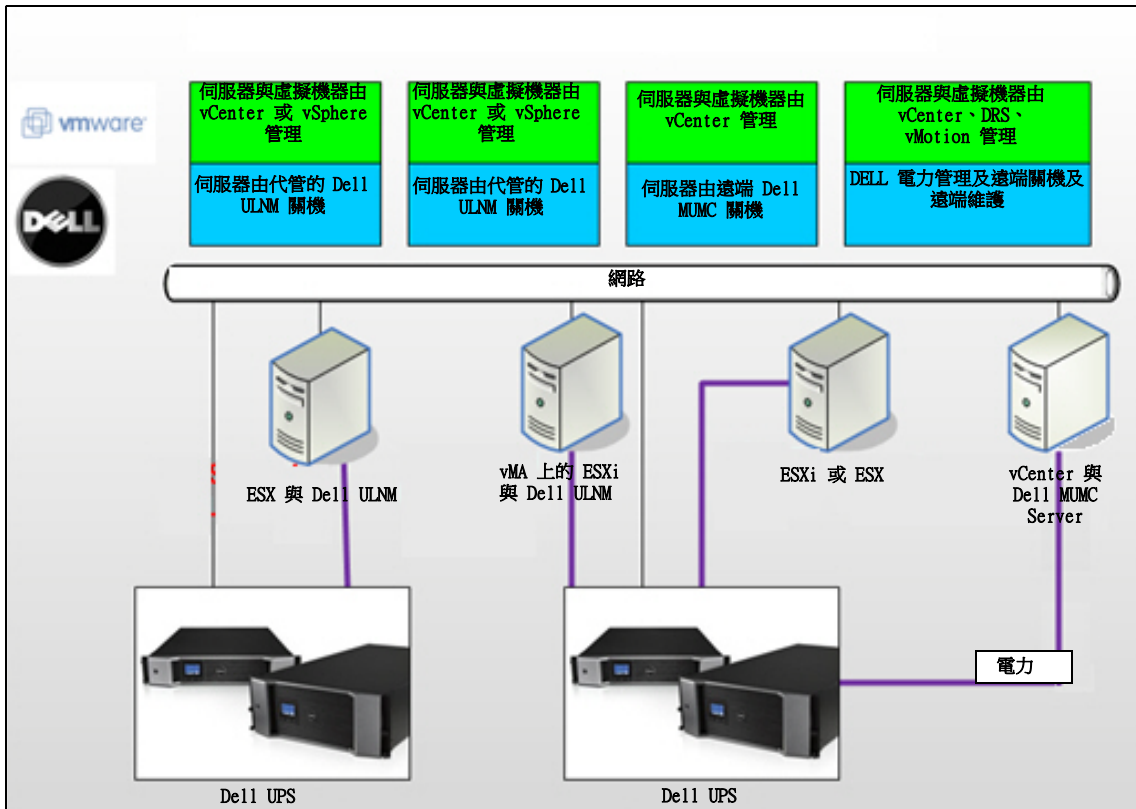 伺服器與虛擬機器由
vCenter 或 vSphere
管理
伺服器由代管的 Dell
ULNM 關機
伺服器與虛擬機器由
vCenter 或 vSphere
管理
伺服器由代管的 Dell
ULNM 關機
伺服器與虛擬機器由
vCenter 管理
伺服器由遠端 Dell
MUMC 關機
伺服器與虛擬機器由
vCenter、DRS、
vMotion 管理
DELL 電力管理及遠端關機及
遠端維護
vmware
DELL
網路
ESX 與 Dell ULNM
vMA 上的 ESXi
與 Dell ULNM
ESXi 或 ESX
vCenter 與
Dell MUMC
Server
電力
Dell UPS
Dell UPS